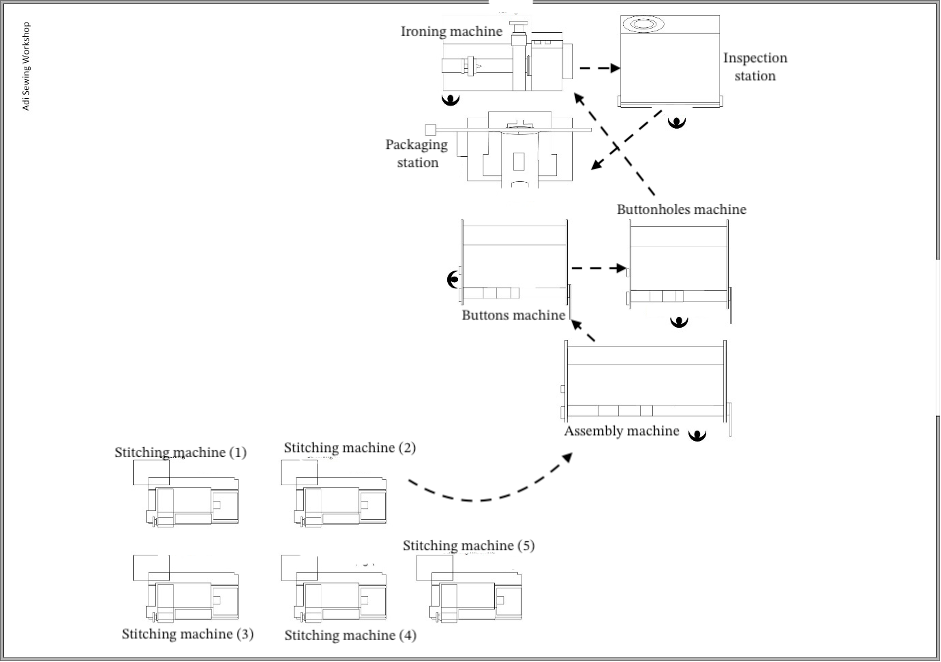 Adi Sewing Workshop
Ironing machine
Inspection
station
Packaging
station
Buttonholes machine
Buttons machine
Assembly machine
Stitching machine (1)
Stitching machine (2)
Stitching machine (5)
Stitching machine (3)
Stitching machine (4)